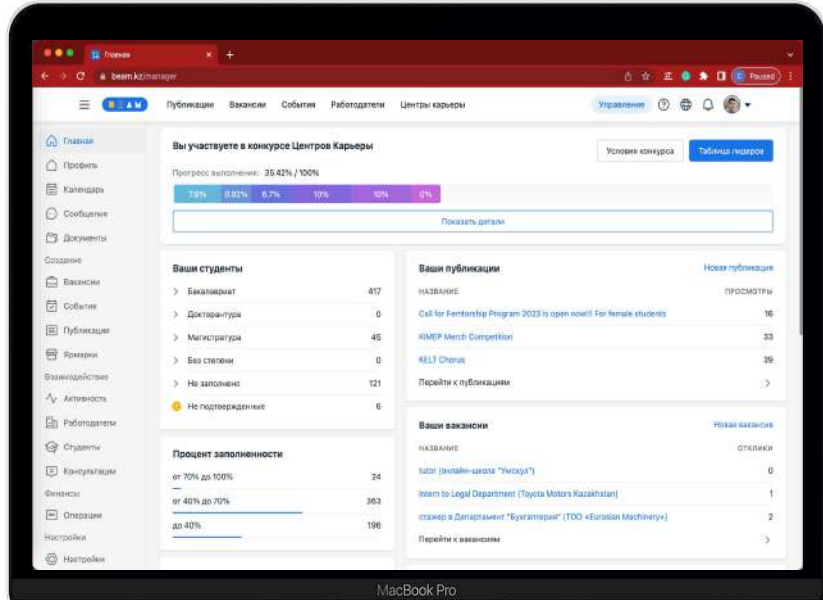 Главная
beam.kz/manager
Paused
BEAM
Публикации Вакансии События Работодатели Центры карьеры
Управление
Главная
Профиль
Календарь
Сообщения
Документы
Создание
Вакансии
События
Публикации
Ярмарки
Взаимодействие
Активность
Работодатели
Студенты
Консультации
Финансы
Операции
Настройки
Настройки
Вы участвуете в конкурсе Центров Карьеры
Условия конкурса
Таблица лидеров
Прогресс выполнения: 35.42% / 100%
0.82% 6.7% 10% 10% 0%
Показать детали
Ваши студенты
Бакалавриат 417
Докторантура 0
Магистратура 45
Без степени 0
Не заполнено 121
Не подтвержденные 6
Процент заполненности
от 70% до 100% 24
от 40% до 70% 363
до 40% 196
Ваши публикации
Новая публикация
НАЗВАНИЕ ПРОСМОТРЫ
Call for Femtorship Program 2023 is open now!!! For female students 16
KIMEP Merch Competition 33
KELT Chorus 39
Перейти к публикациям
Ваши вакансии
Новая вакансия
НАЗВАНИЕ ОТКЛИКИ
tutor (онлайн-школа "Умскул") 0
Intern to Legal Department (Toyota Motors Kazakhstan) 1
стажер в Департамент "Бухгалтерия" (ТОО «Eurasian Machinery») 2
Перейти к вакансиям
MacBook Pro